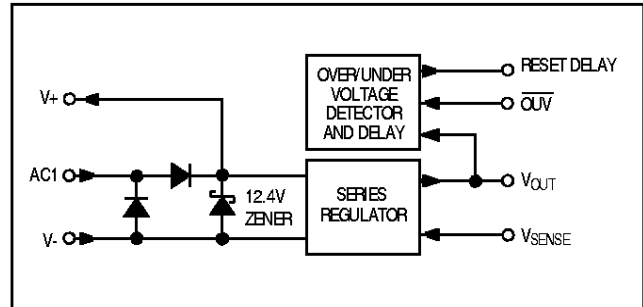 V+
AC1
V-
12.4V
ZENER
OVER/UNDER
VOLTAGE
DETECTOR
AND DELAY
SERIES
REGULATOR
RESET DELAY
OUV
VOUT
VSENSE